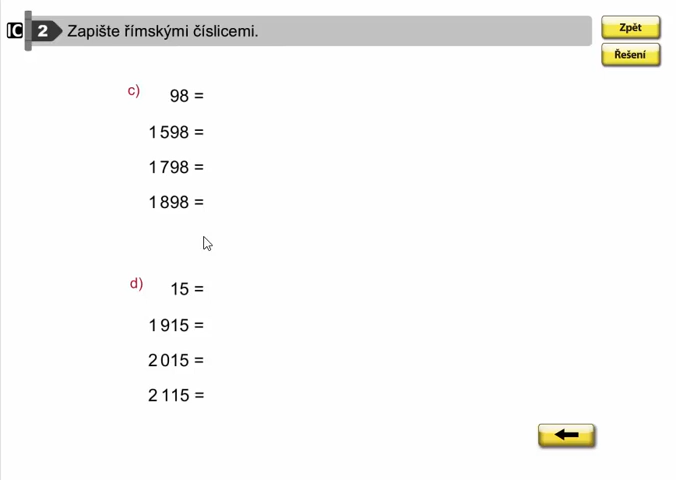 IC 2 Zapište římskými číslicemi.
Zpět
Řešení
c) 98 =
1 598 =
1 798 =
1 898 =
d) 15 =
1 915 =
2 015 =
2 115 =